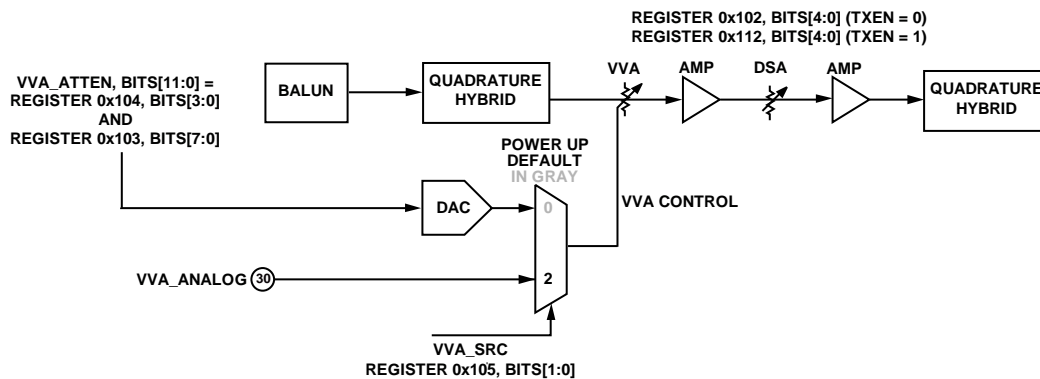 REGISTER 0x102, BITS[4:0] (TXEN = 0)
REGISTER 0x112, BITS[4:0] (TXEN = 1)
VVA_ATTEN, BITS[11:0] =
REGISTER 0x104, BITS[3:0]
AND
REGISTER 0x103, BITS[7:0]
BALUN
QUADRATURE
HYBRID
VVA
AMP
DSA
AMP
QUADRATURE
HYBRID
POWER UP
DEFAULT
IN GRAY
DAC
0
VVA CONTROL
VVA_ANALOG 30
2
VVA_SRC
REGISTER 0x105, BITS[1:0]